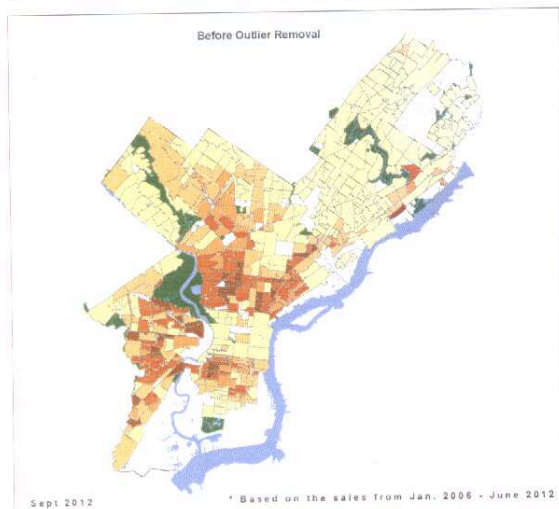 Before Outlier Removal
Sept 2012
* Based on the sales from Jan. 2006 - June 2012